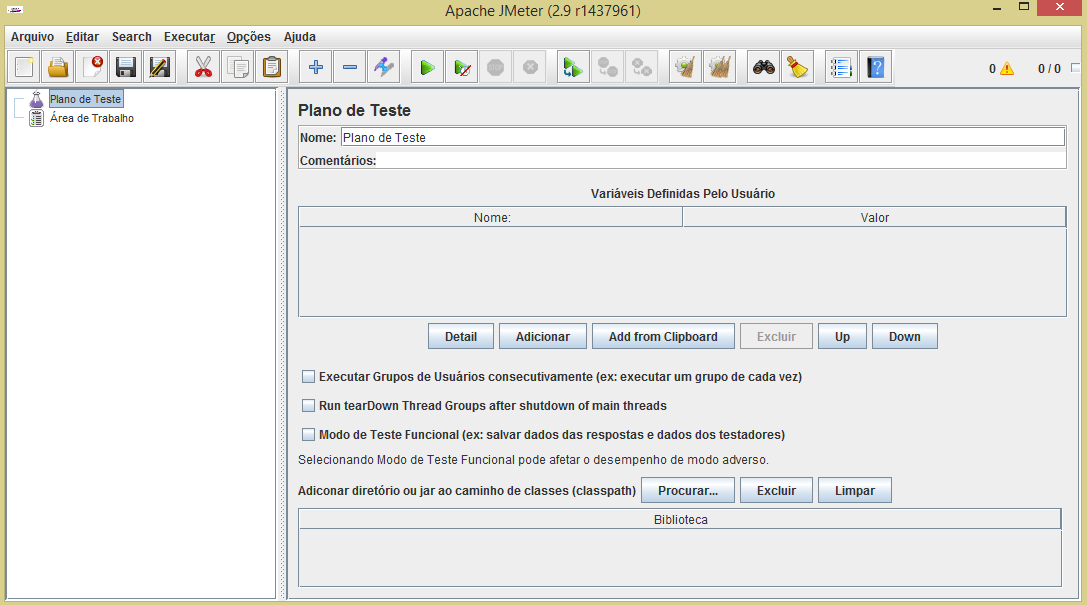 Apache JMeter (2.9 r1437961)
Arquivo Editar Search Executar Opções Ajuda
0 0 / 0
Plano de Teste
Área de Trabalho
Plano de Teste
Nome: Plano de Teste
Comentários:
Variáveis Definidas Pelo Usuário
Nome: Valor
Detail Adicionar Add from Clipboard Excluir Up Down
Executar Grupos de Usuários consecutivamente (ex: executar um grupo de cada vez)
Run tearDown Thread Groups after shutdown of main threads
Modo de Teste Funcional (ex: salvar dados das respostas e dados dos testadores)
Selecionando Modo de Teste Funcional pode afetar o desempenho de modo adverso.
Adiconar diretório ou jar ao caminho de classes (classpath) Procurar... Excluir Limpar
Biblioteca